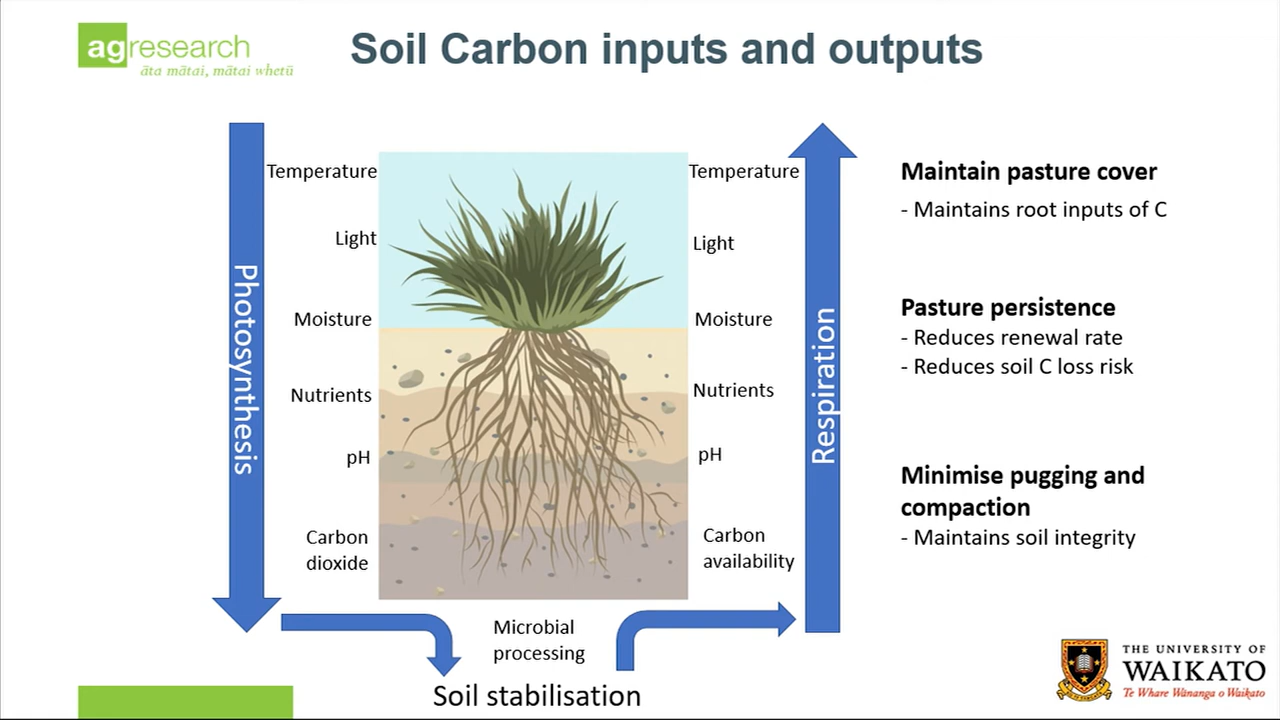 agresearch
āta mātai, mātai whetū
Soil Carbon inputs and outputs
Photosynthesis
Temperature
Light
Moisture
Nutrients
pH
Carbon
dioxide
Temperature
Light
Moisture
Nutrients
pH
Carbon
availability
Respiration
Microbial
processing
Soil stabilisation
Maintain pasture cover
- Maintains root inputs of C
Pasture persistence
- Reduces renewal rate
- Reduces soil C loss risk
Minimise pugging and
compaction
- Maintains soil integrity
THE UNIVERSITY OF
WAIKATO
Te Whare Wānanga o Waikato